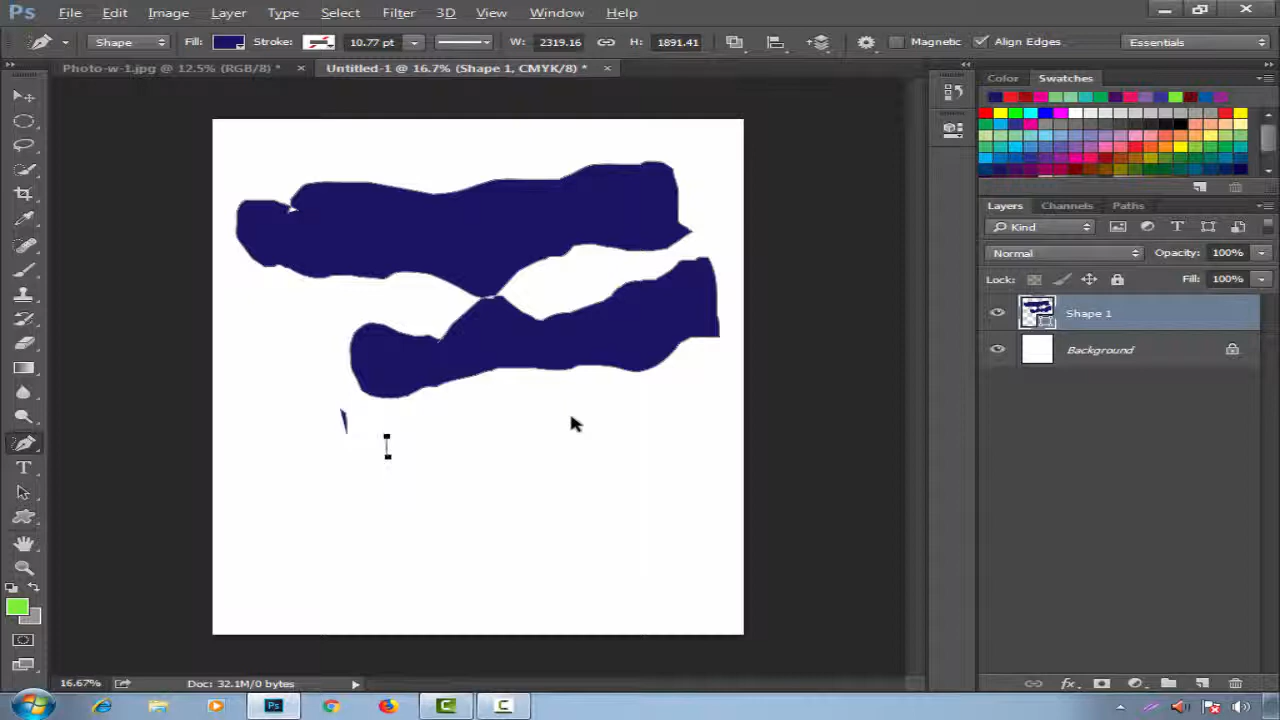 Ps File Edit Image Layer Type Select Filter 3D View Window Help
Shape Fill: Stroke: 10.77 pt W: 2319.16 H: 1891.41 Magnetic Align Edges Essentials
Photo-w-1.jpg @ 12.5% (RGB/8) * × Untitled-1 @ 16.7% (Shape 1, CMYK/8) * ×
Color Swatches
Layers Channels Paths
Kind
Normal Opacity: 100%
Lock: Fill: 100%
Shape 1
Background
16.67% Doc: 32.1M/0 bytes